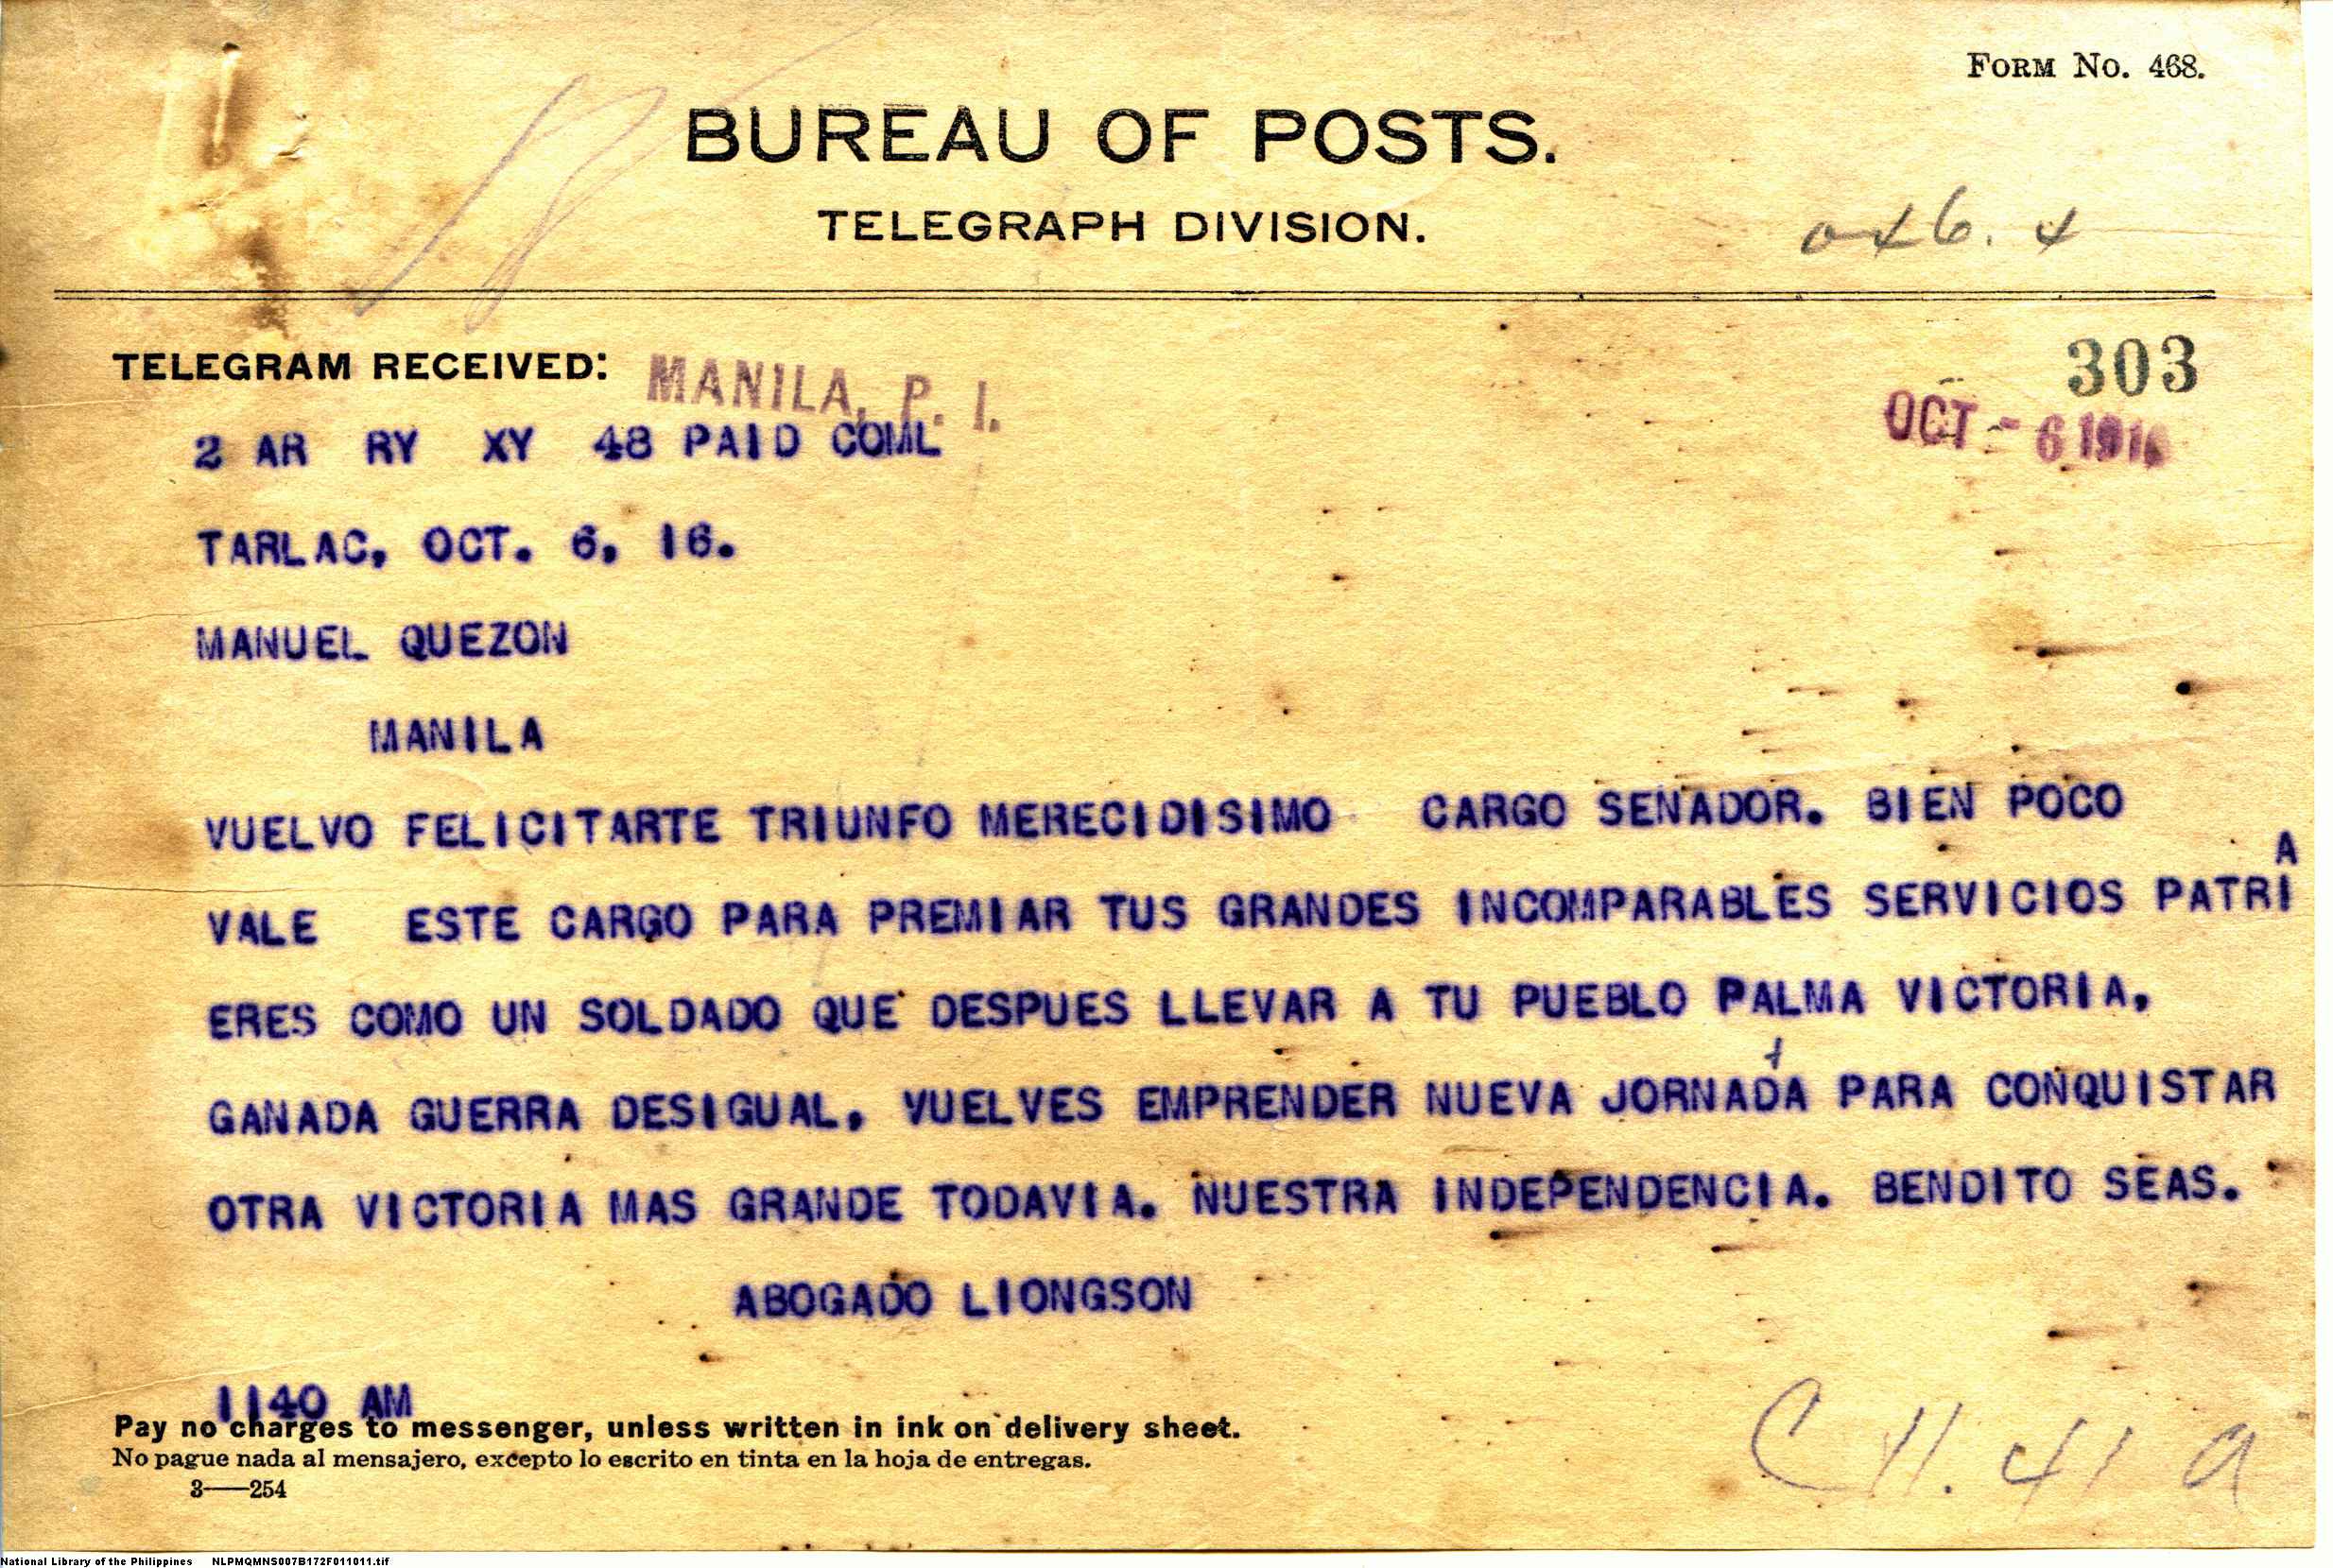 FORM NO. 468.
BUREAU OF POSTS.
TELEGRAPH DIVISION.
303
TELEGRAM RECEIVED: MANILA, P. I.
OCT - 6 1916
2 AR RY XY 48 PAID COML
TARLAC, OCT. 6, 16.
MANUEL QUEZON
MANILA
VUELVO FELICITARTE TRIUNFO MERECIDISIMO CARGO SENADOR. BIEN POCO
VALE ESTE CARGO PARA PREMIAR TUS GRANDES INCOMPARABLES SERVICIOS PATRIA
ERES COMO UN SOLDADO QUE DESPUES LLEVAR A TU PUEBLO PALMA VICTORIA,
GANADA GUERRA DESIGUAL, VUELVES EMPRENDER NUEVA JORNADA PARA CONQUISTAR
OTRA VICTORIA MAS GRANDE TODAVIA. NUESTRA INDEPENDENCIA. BENDITO SEAS.
ABOGADO LIONGSON
1140 AM
Pay no charges to messenger, unless written in ink on delivery sheet.
No pague nada al mensajero, excepto lo escrito en tinta en la hoja de entregas.
3—254
C 11.41 a
National Library of the Philippines NLPMQMNS007B172F011011.tif